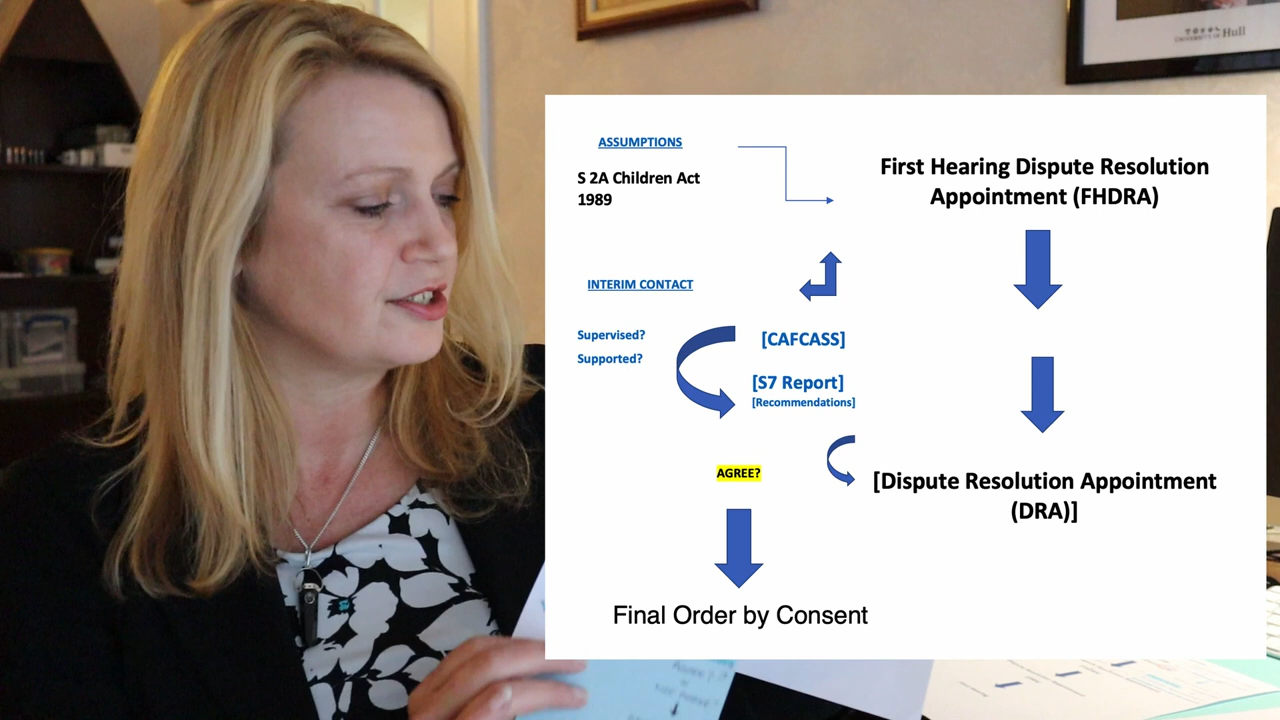 UNIVERSITY OF Hull
ASSUMPTIONS
S 2A Children Act
1989
First Hearing Dispute Resolution
Appointment (FHDRA)
INTERIM CONTACT
Supervised?
Supported?
[CAFCASS]
[S7 Report]
[Recommendations]
AGREE?
[Dispute Resolution Appointment
(DRA)]
Final Order by Consent